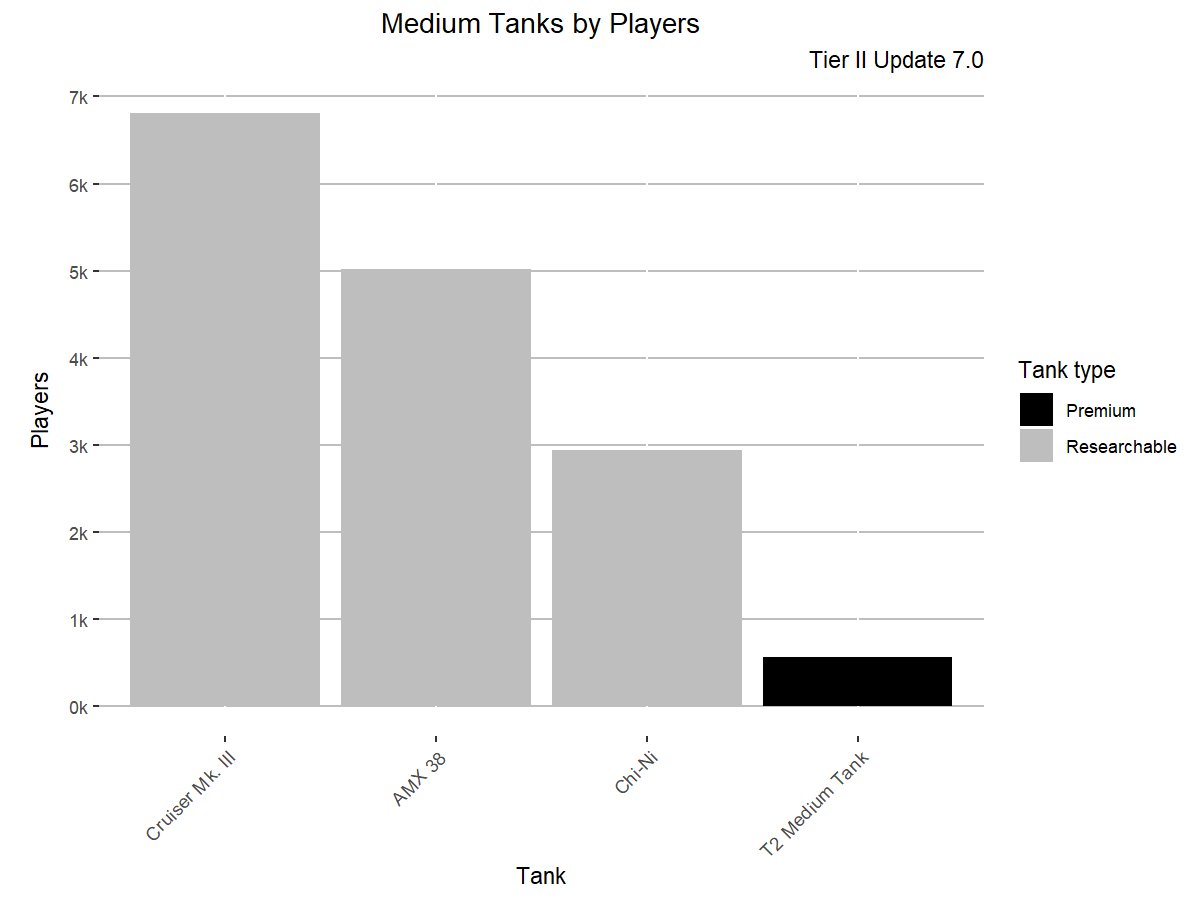 Medium Tanks by Players
Tier II Update 7.0
7k
6k
5k
4k
3k
2k
1k
0k
Players
Cruiser Mk. III
AMX 38
Chi-Ni
T2 Medium Tank
Tank
Tank type
Premium
Researchable